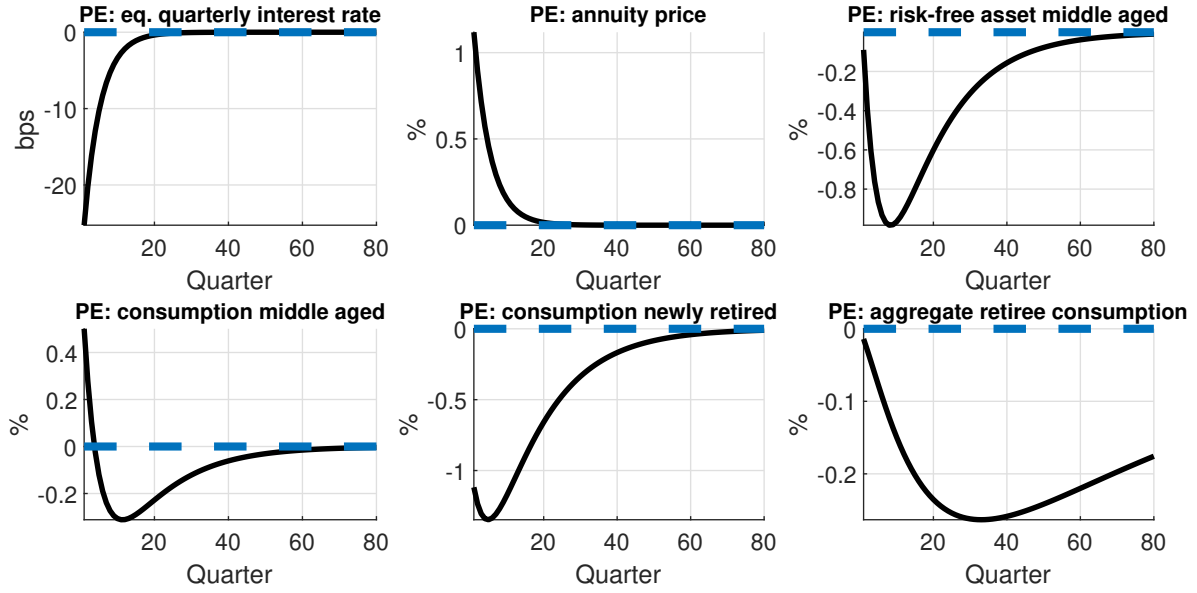 PE: eq. quarterly interest rate
PE: annuity price
PE: risk-free asset middle aged
0
-10
-20
bps
20 40 60 80
Quarter
1
0.5
0
%
20 40 60 80
Quarter
-0.2
-0.4
-0.6
-0.8
%
20 40 60 80
Quarter
PE: consumption middle aged
PE: consumption newly retired
PE: aggregate retiree consumption
0.4
0.2
0
-0.2
%
20 40 60 80
Quarter
0
-0.5
-1
%
20 40 60 80
Quarter
0
-0.1
-0.2
%
20 40 60 80
Quarter